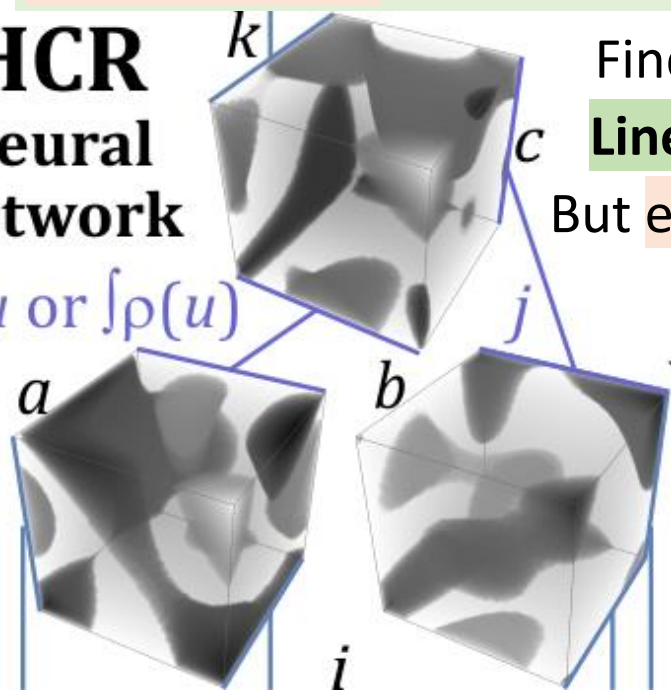 HCR
k
Fin
eural
c
Line
twork
But e
u or ∫ρ(u)
j
a
b
i